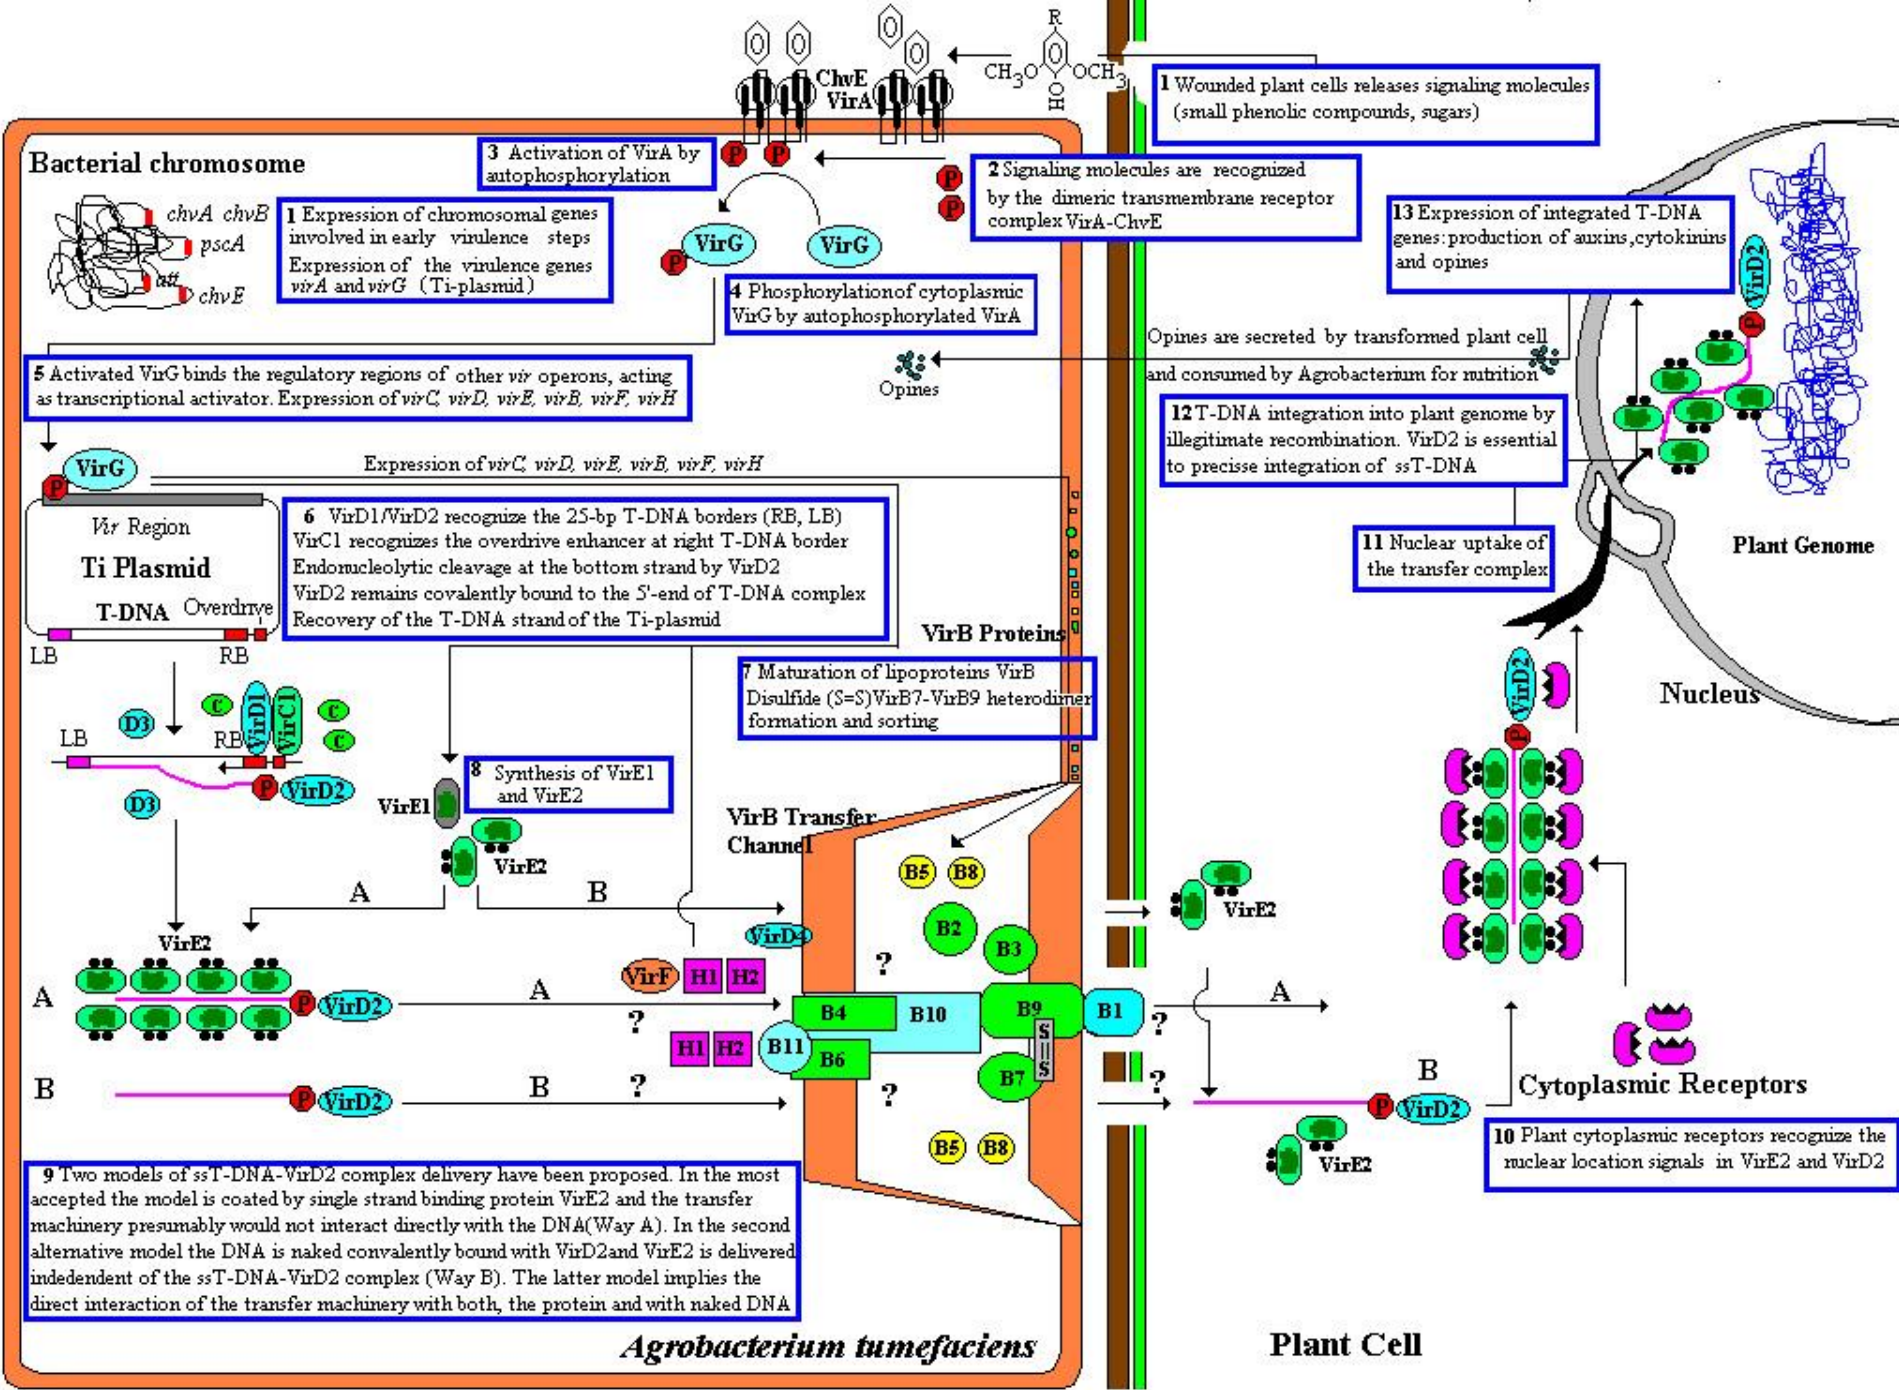 R
CH3O
OCH3
HO
ChvE
VirA
1 Wounded plant cells releases signaling molecules
(small phenolic compounds, sugars)
Bacterial chromosome
chvA chvB
pscA
att
chvE
1 Expression of chromosomal genes
involved in early virulence steps
Expression of the virulence genes
virA and virG (Ti-plasmid)
3 Activation of VirA by
autophosphorylation
P
P
P
P
2 Signaling molecules are recognized
by the dimeric transmembrane receptor
complex VirA-ChvE
VirG
VirG
P
4 Phosphorylation of cytoplasmic
VirG by autophosphorylated VirA
13 Expression of integrated T-DNA
genes: production of auxins, cytokinins
and opines
VirD2
P
Opines are secreted by transformed plant cell
and consumed by Agrobacterium for nutrition
Opines
5 Activated VirG binds the regulatory regions of other vir operons, acting
as transcriptional activator. Expression of virC, virD, virE, virB, virF, virH
12 T-DNA integration into plant genome by
illegitimate recombination. VirD2 is essential
to precisse integration of ssT-DNA
VirG
P
Expression of virC, virD, virE, virB, virF, virH
Vir Region
Ti Plasmid
T-DNA
Overdrive
LB
RB
6 VirD1/VirD2 recognize the 25-bp T-DNA borders (RB, LB)
VirC1 recognizes the overdrive enhancer at right T-DNA border
Endonucleolytic cleavage at the bottom strand by VirD2
VirD2 remains covalently bound to the 5'-end of T-DNA complex
Recovery of the T-DNA strand of the Ti-plasmid
11 Nuclear uptake of
the transfer complex
Plant Genome
VirB Proteins
7 Maturation of lipoproteins VirB
Disulfide (S=S)VirB7-VirB9 heterodimer
formation and sorting
VirD2
P
Nucleus
D3
C
VirD1
VirC1
C
C
LB
RB
P
VirD2
D3
VirE1
8 Synthesis of VirE1
and VirE2
VirE2
VirB Transfer
Channel
B5
B8
B2
B3
A
B
VirD4
?
VirE2
VirE2
A
P
VirD2
A
VirF
H1
H2
?
B4
B10
B9
B1
?
A
S=S
H1
H2
B11
B6
B7
B
P
VirD2
B
?
?
?
B5
B8
B
P
VirD2
VirE2
Cytoplasmic Receptors
10 Plant cytoplasmic receptors recognize the
nuclear location signals in VirE2 and VirD2
9 Two models of ssT-DNA-VirD2 complex delivery have been proposed. In the most
accepted the model is coated by single strand binding protein VirE2 and the transfer
machinery presumably would not interact directly with the DNA(Way A). In the second
alternative model the DNA is naked convalently bound with VirD2and VirE2 is delivered
indedendent of the ssT-DNA-VirD2 complex (Way B). The latter model implies the
direct interaction of the transfer machinery with both, the protein and with naked DNA
Agrobacterium tumefaciens
Plant Cell